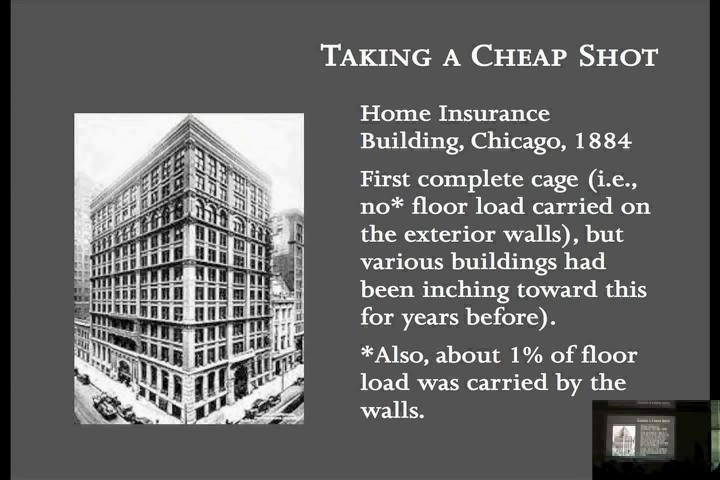 Taking a Cheap Shot
Home Insurance
Building, Chicago, 1884
First complete cage (i.e.,
no* floor load carried on
the exterior walls), but
various buildings had
been inching toward this
for years before).
*Also, about 1% of floor
load was carried by the
walls.